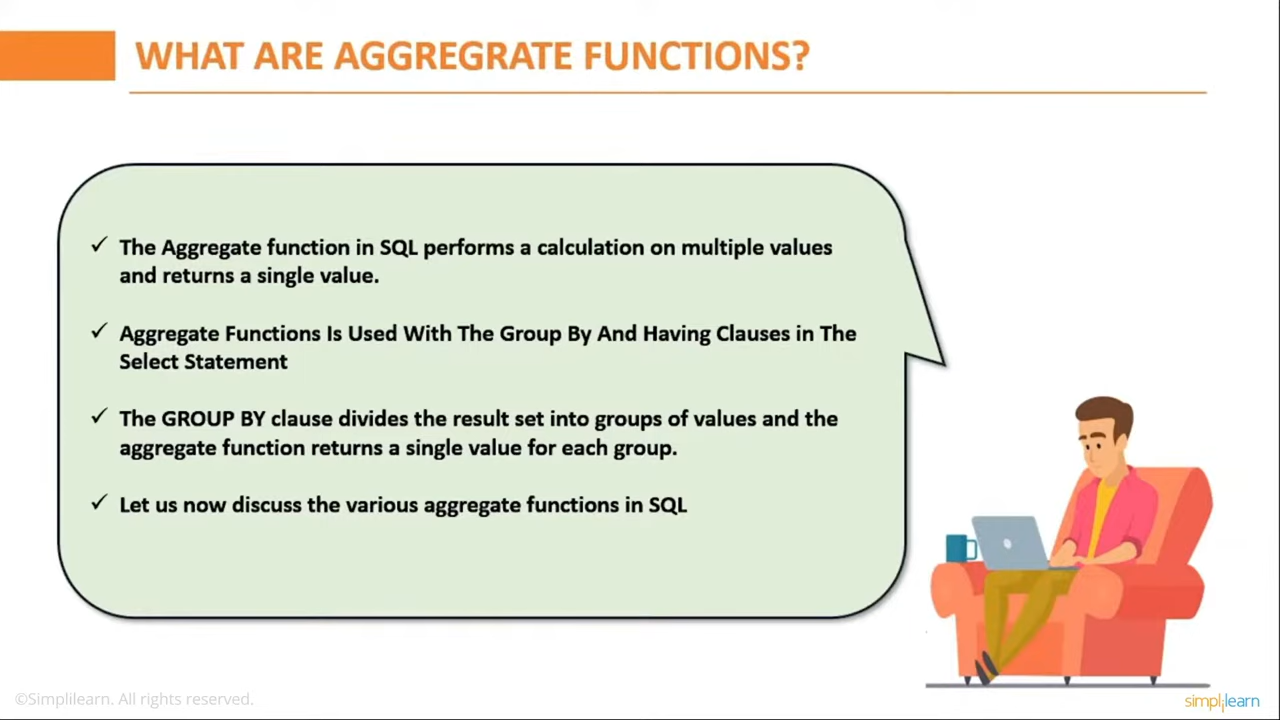 WHAT ARE AGGREGRATE FUNCTIONS?
✓ The Aggregate function in SQL performs a calculation on multiple values
and returns a single value.
✓ Aggregate Functions Is Used With The Group By And Having Clauses in The
Select Statement
✓ The GROUP BY clause divides the result set into groups of values and the
aggregate function returns a single value for each group.
✓ Let us now discuss the various aggregate functions in SQL
©Simplilearn. All rights reserved.
simplilearn